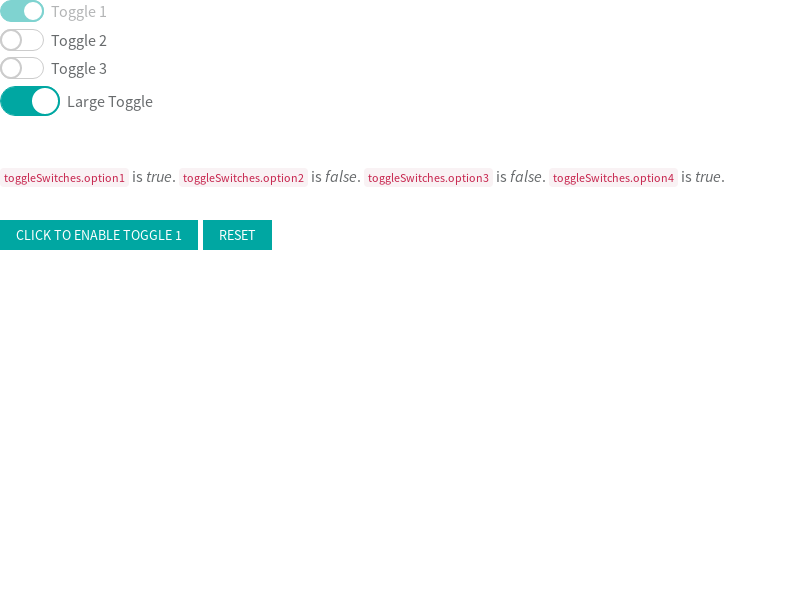 Toggle 1
Toggle 2
Toggle 3
Large Toggle
toggleSwitches.option1 is true. toggleSwitches.option2 is false. toggleSwitches.option3 is false. toggleSwitches.option4 is true.
CLICK TO ENABLE TOGGLE 1 RESET